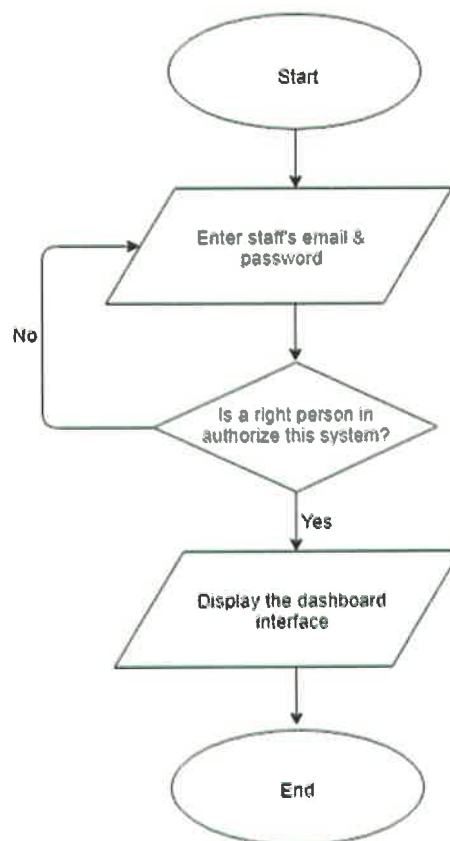 Start
Enter staff's email &
password
No
Is a right person in
authorize this system?
Yes
Display the dashboard
interface
End